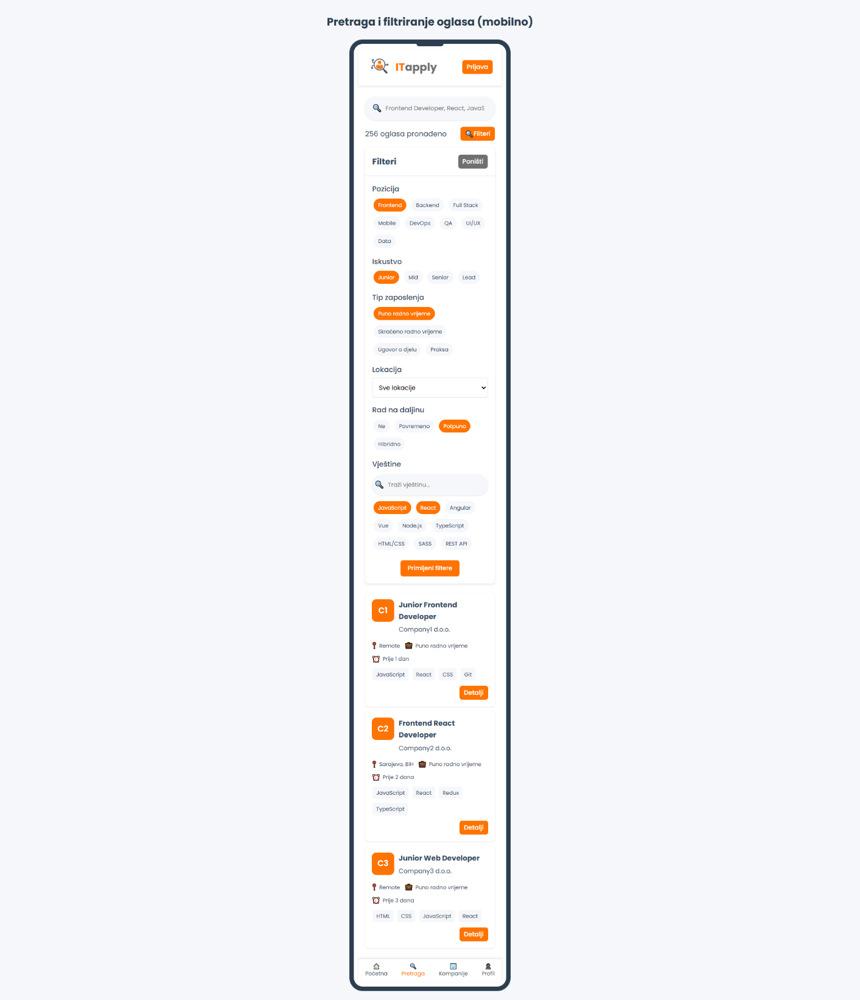 Pretraga i filtriranje oglasa (mobilno)
ITapply
Prijava
Frontend Developer, React, JavaS
256 oglasa pronađeno
Filteri
Filteri
Poništi
Pozicija
Frontend Backend Full Stack
Mobile DevOps QA UI/UX
Data
Iskustvo
Junior Mid Senior Lead
Tip zaposlenja
Puno radno vrijeme
Skraćeno radno vrijeme
Ugovor o djelu Praksa
Lokacija
Sve lokacije
Rad na daljinu
Ne Povremeno Potpuno
Hibridno
Vještine
Traži vještinu...
JavaScript React Angular
Vue Node.js TypeScript
HTML/CSS SASS REST API
Primijeni filtere
C1
Junior Frontend
Developer
Company1 d.o.o.
Remote Puno radno vrijeme
Prije 1 dan
JavaScript React CSS Git
Detalji
C2
Frontend React
Developer
Company2 d.o.o.
Sarajevo, BiH Puno radno vrijeme
Prije 2 dana
JavaScript React Redux
TypeScript
Detalji
C3
Junior Web Developer
Company3 d.o.o.
Remote Puno radno vrijeme
Prije 3 dana
HTML CSS JavaScript React
Detalji
Početna Pretraga Kompanije Profil